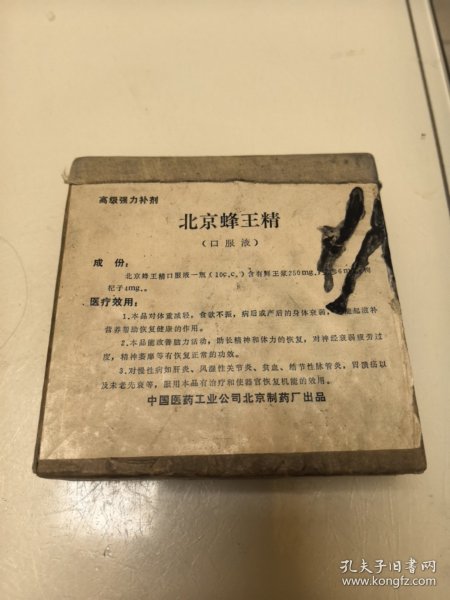 高级强力补剂
北京蜂王精
（口服液）
成份：
北京蜂王精口服液一瓶（10c.c.）含有鲜王浆250mg.
杞子4mg.。
医疗效用：
1.本品对体重减轻，食欲不振，病后或产后的身体衰弱，
营养帮助恢复健康的作用。
2.本品能改善脑力活动，助长精神和体力的恢复，对神经衰弱疲劳过
度，精神萎靡等有恢复正常的功效。
3.对慢性病如肝炎、风湿性关节炎、贫血、结节性脉管炎，胃溃疡以
及未老先衰等，服用本品有治疗和使器官恢复机能的效用。
中国医药工业公司北京制药厂出品
孔夫子旧书网
www.kongfz.com